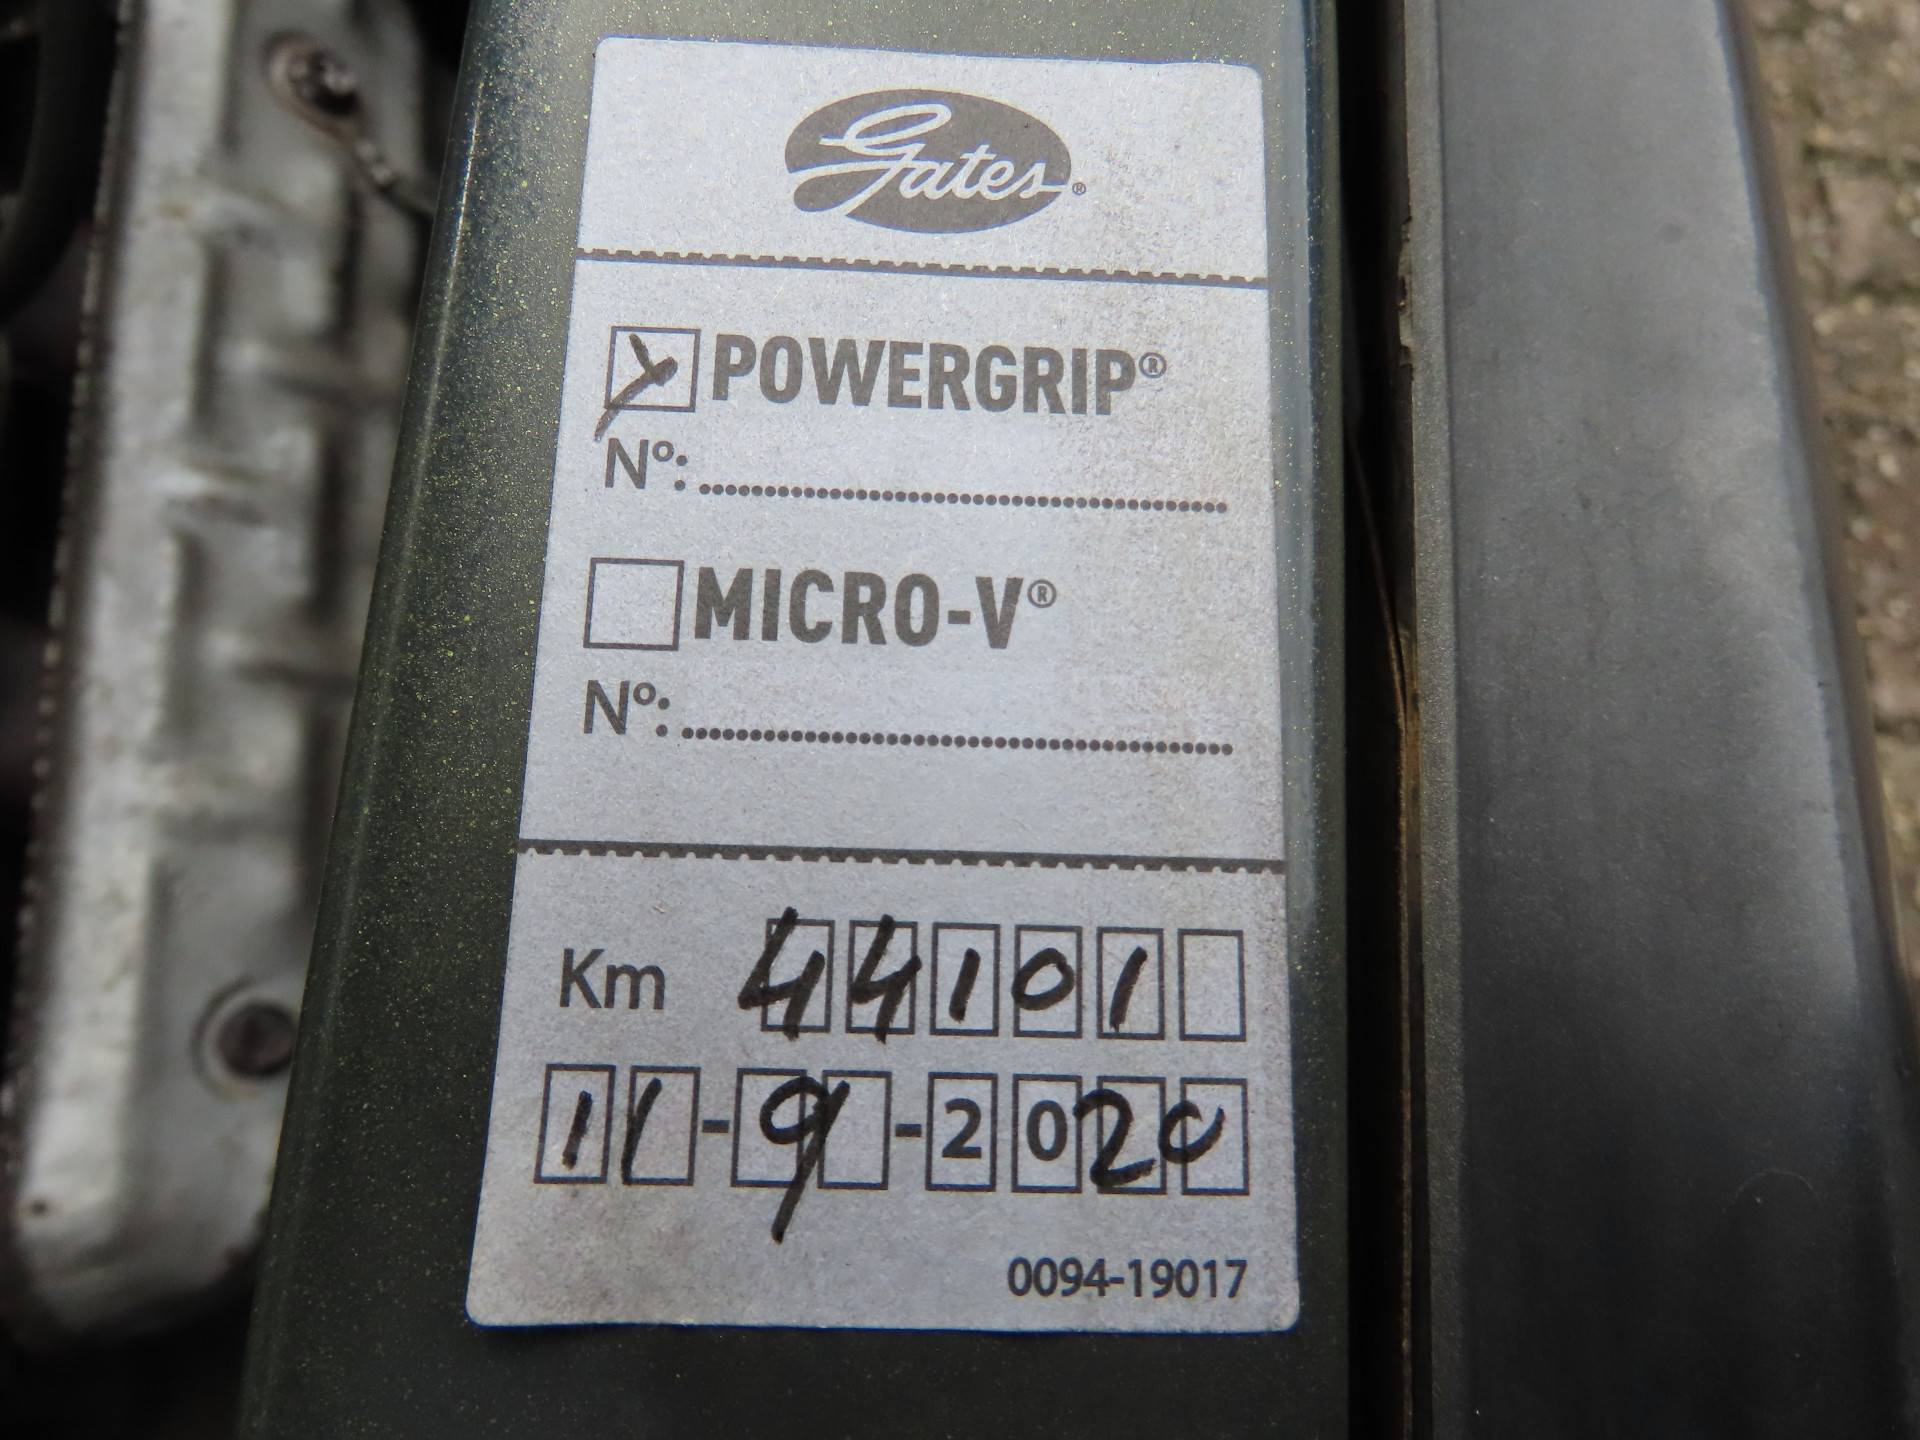 Gates®
POWERGRIP®
Nº:
MICRO-V®
Nº:
Km 44101
11-9-2020
0094-19017